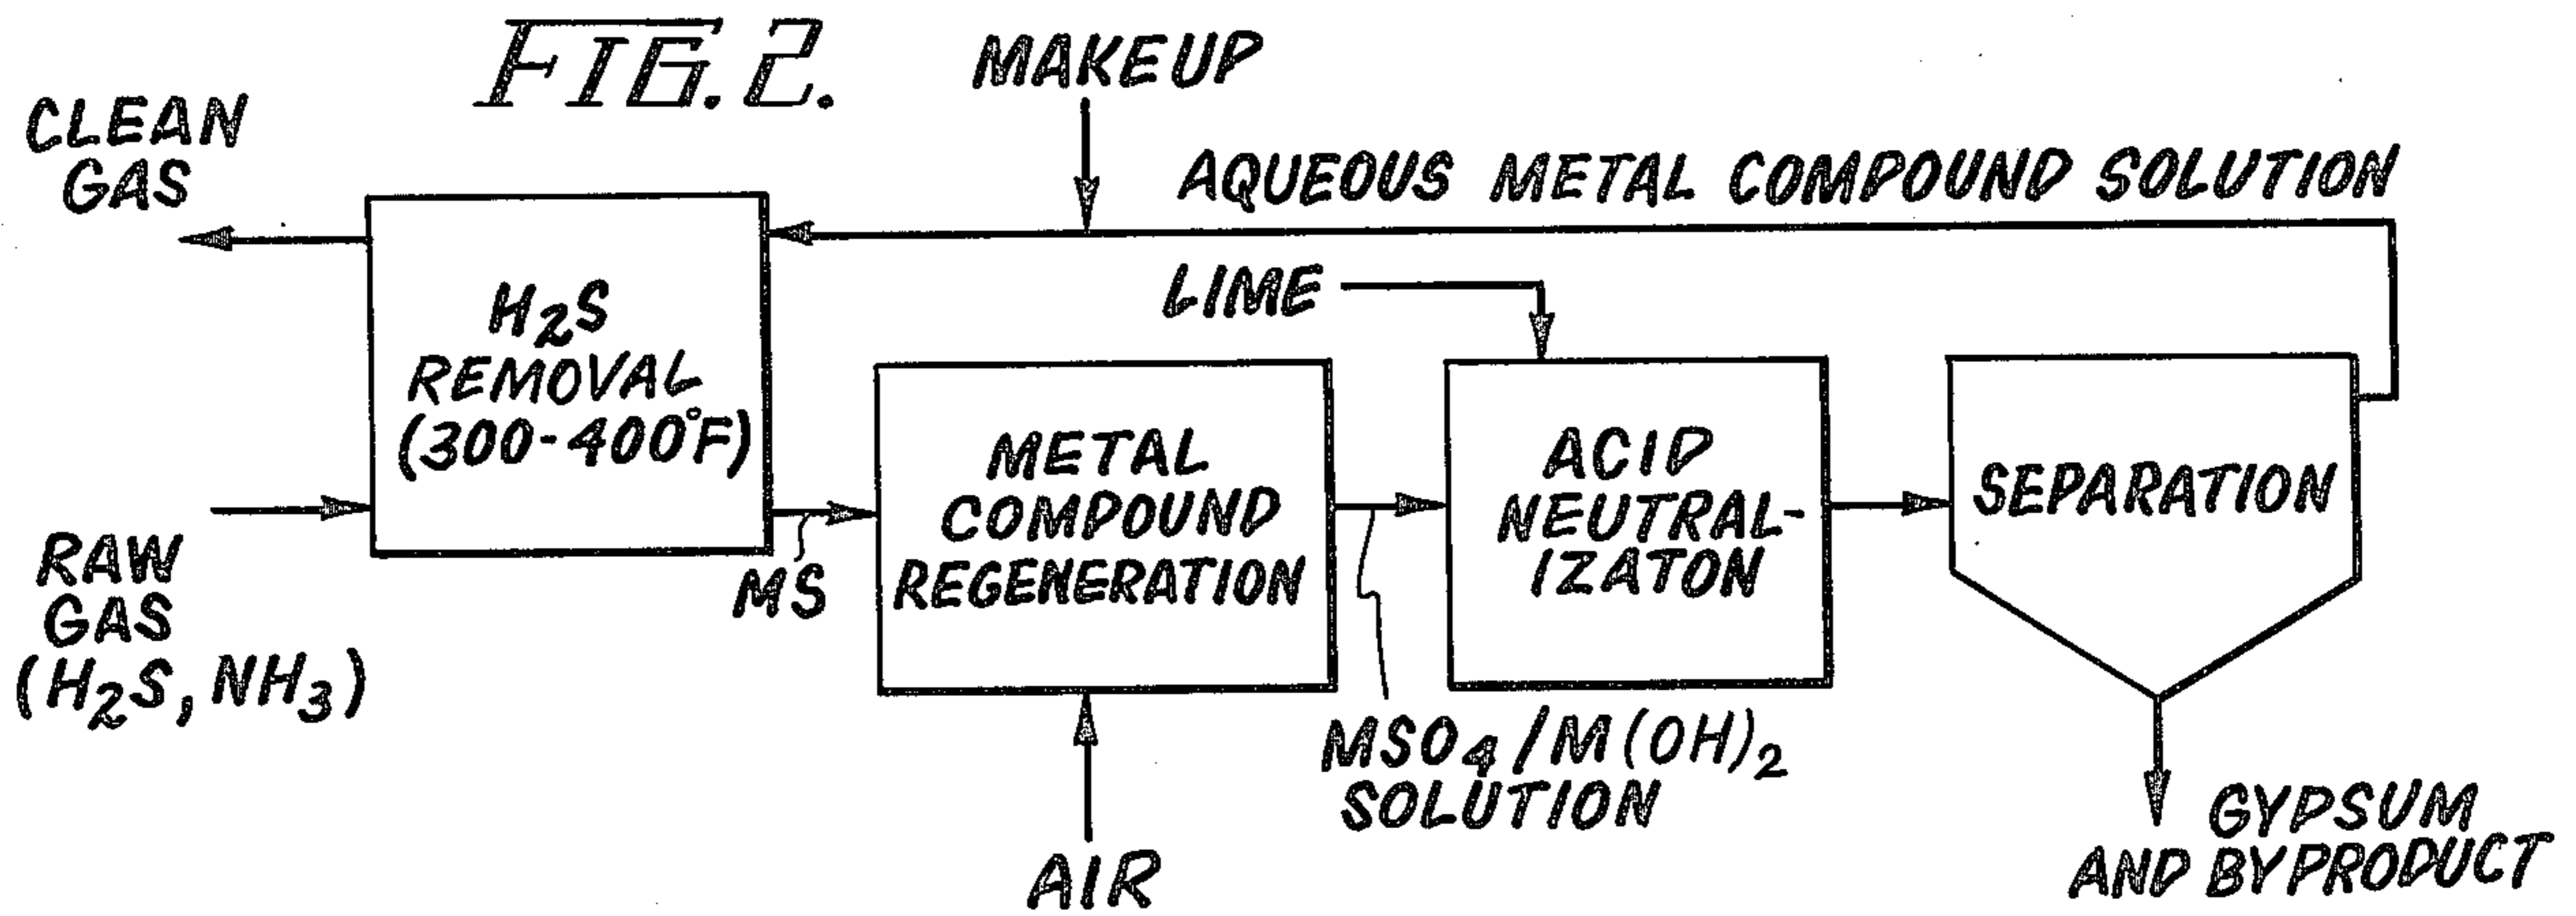 FIG. 2.
MAKEUP
CLEAN
GAS
AQUEOUS METAL COMPOUND SOLUTION
LIME
H2S
REMOVAL
(300-400°F)
METAL
COMPOUND
REGENERATION
ACID
NEUTRAL-
IZATON
SEPARATION
RAW
GAS
(H2S, NH3)
MS
MSO4/M(OH)2
SOLUTION
AIR
GYPSUM
AND BYPRODUCT